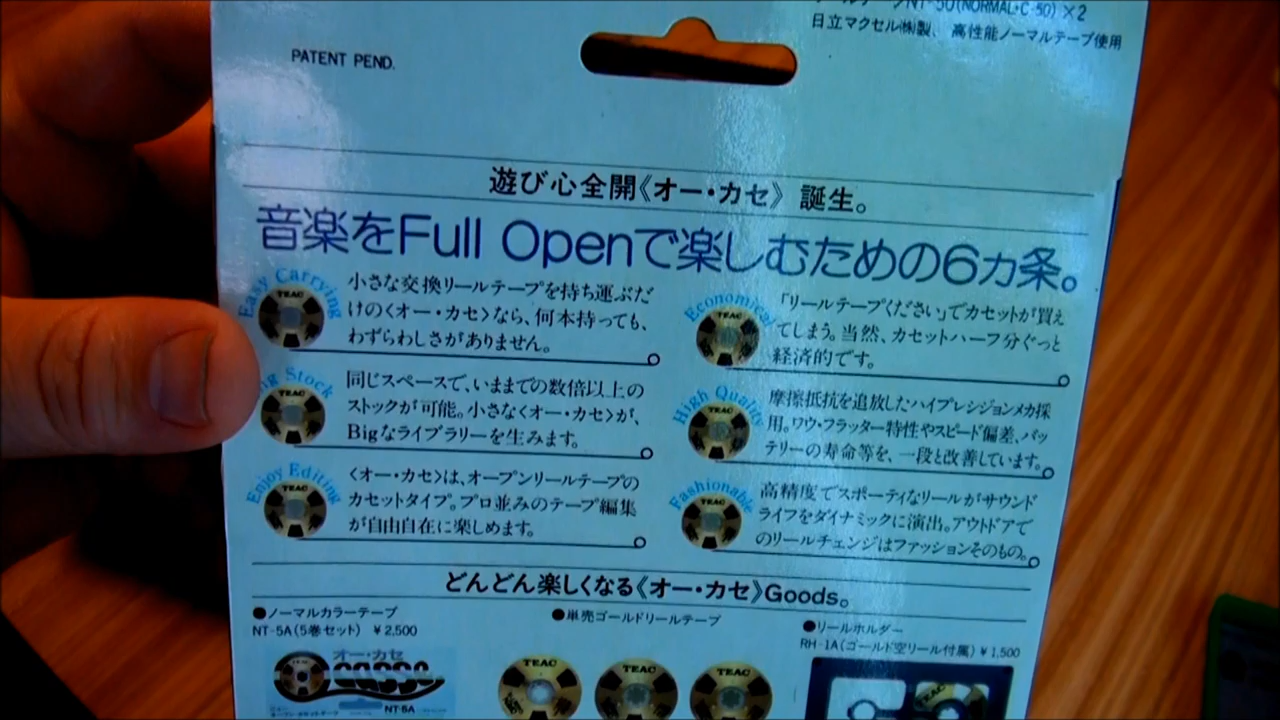 リールテープNT-50(NORMAL・C-50)×2
日立マクセル㈱製、高性能ノーマルテープ使用
PATENT PEND.
遊び心全開《オー・カセ》誕生。
音楽をFull Openで楽しむための6ヵ条。
Easy Carrying
TEAC
小さな交換リールテープを持ち運ぶだ
けの〈オー・カセ〉なら、何本持っても、
わずらわしさがありません。
g Stock
TEAC
同じスペースで、いままでの数倍以上の
ストックが可能。小さな〈オー・カセ〉が、
Bigなライブラリーを生みます。
Enjoy Editing
TEAC
〈オー・カセ〉は、オープンリールテープの
カセットタイプ。プロ並みのテープ編集
が自由自在に楽しめます。
Economical
TEAC
「リールテープください」でカセットが買え
てしまう。当然、カセットハーフ分ぐっと
経済的です。
High Quality
TEAC
摩擦抵抗を追放したハイプレシジョンメカ採
用。ワウ・フラッター特性やスピード偏差、バッ
テリーの寿命等を、一段と改善しています。
Fashionable
TEAC
高精度でスポーティなリールがサウンド
ライフをダイナミックに演出。アウトドアで
のリールチェンジはファッションそのもの。
どんどん楽しくなる《オー・カセ》Goods。
●ノーマルカラーテープ
NT-5A(5巻セット) ¥2,500
オー・カセ
NT-5A
●単売ゴールドリールテープ
TEAC
TEAC
TEAC
●リールホルダー
RH-1A(ゴールド空リール付属)¥1,500
TEAC